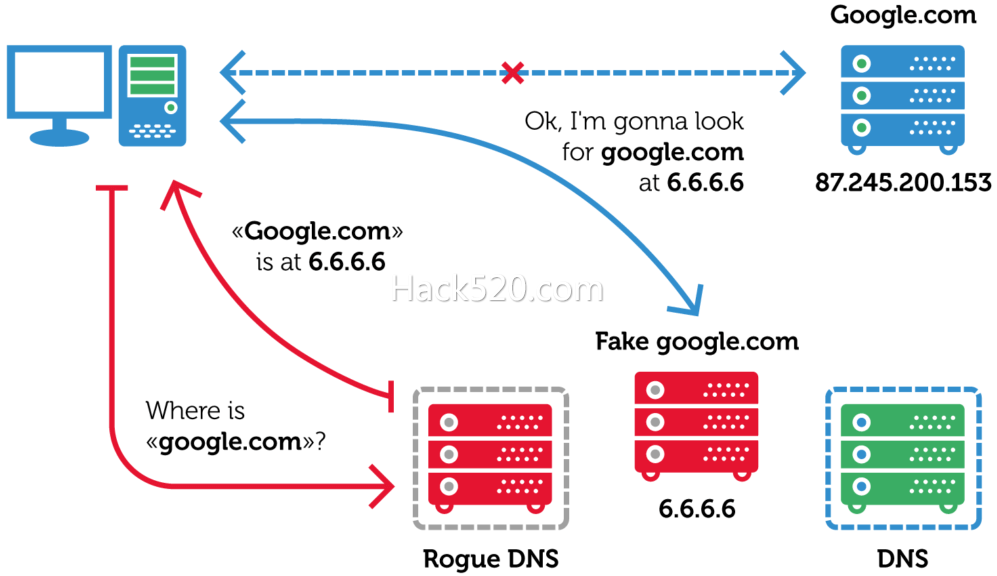 Google.com
87.245.200.153
Ok, I'm gonna look
for google.com
at 6.6.6.6
«Google.com»
is at 6.6.6.6
Hack520.com
Fake google.com
6.6.6.6
Where is
«google.com»?
Rogue DNS
DNS